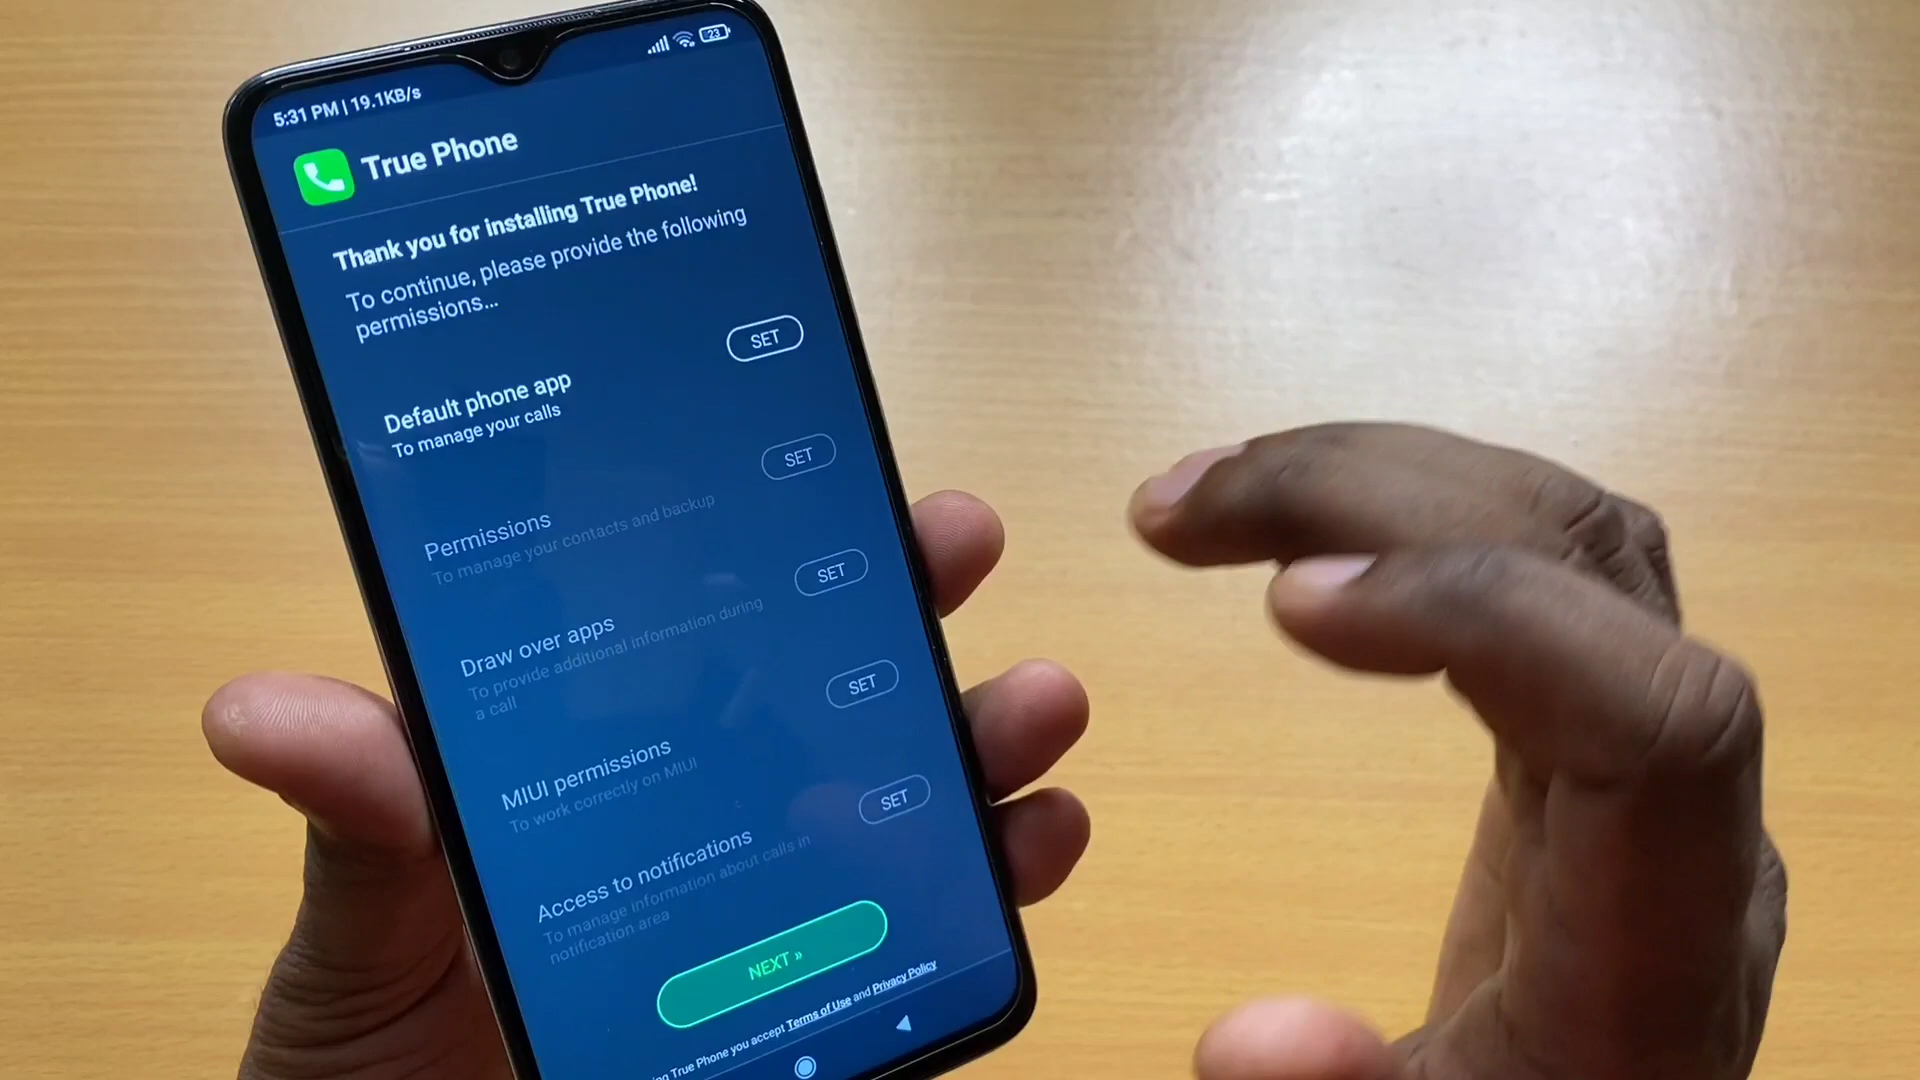 5:31 PM | 19.1KB/s
23
True Phone
Thank you for installing True Phone!
To continue, please provide the following
permissions...
SET
Default phone app
To manage your calls
SET
Permissions
To manage your contacts and backup
SET
Draw over apps
To provide additional information during
a call
SET
MIUI permissions
To work correctly on MIUI
SET
Access to notifications
To manage information about calls in
notification area
NEXT »
True Phone you accept Terms of Use and Privacy Policy